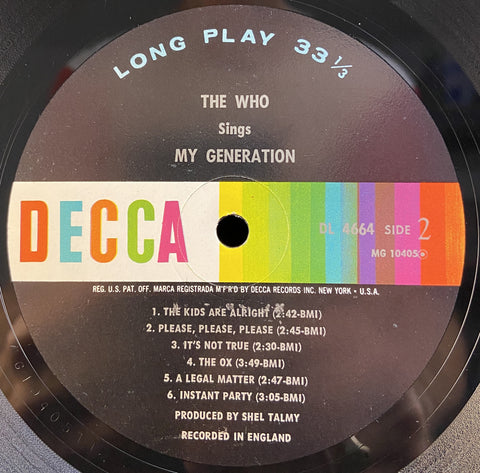 LONG PLAY 33 1/3
THE WHO
Sings
MY GENERATION
DECCA
DL 4664 SIDE 2
MG 10405
REG. U.S. PAT. OFF. MARCA REGISTRADA M'F'R'D BY DECCA RECORDS INC. NEW YORK • U.S.A.
1. THE KIDS ARE ALRIGHT (2:42-BMI)
2. PLEASE, PLEASE, PLEASE (2:45-BMI)
3. IT'S NOT TRUE (2:30-BMI)
4. THE OX (3:49-BMI)
5. A LEGAL MATTER (2:47-BMI)
6. INSTANT PARTY (3:05-BMI)
PRODUCED BY SHEL TALMY
RECORDED IN ENGLAND